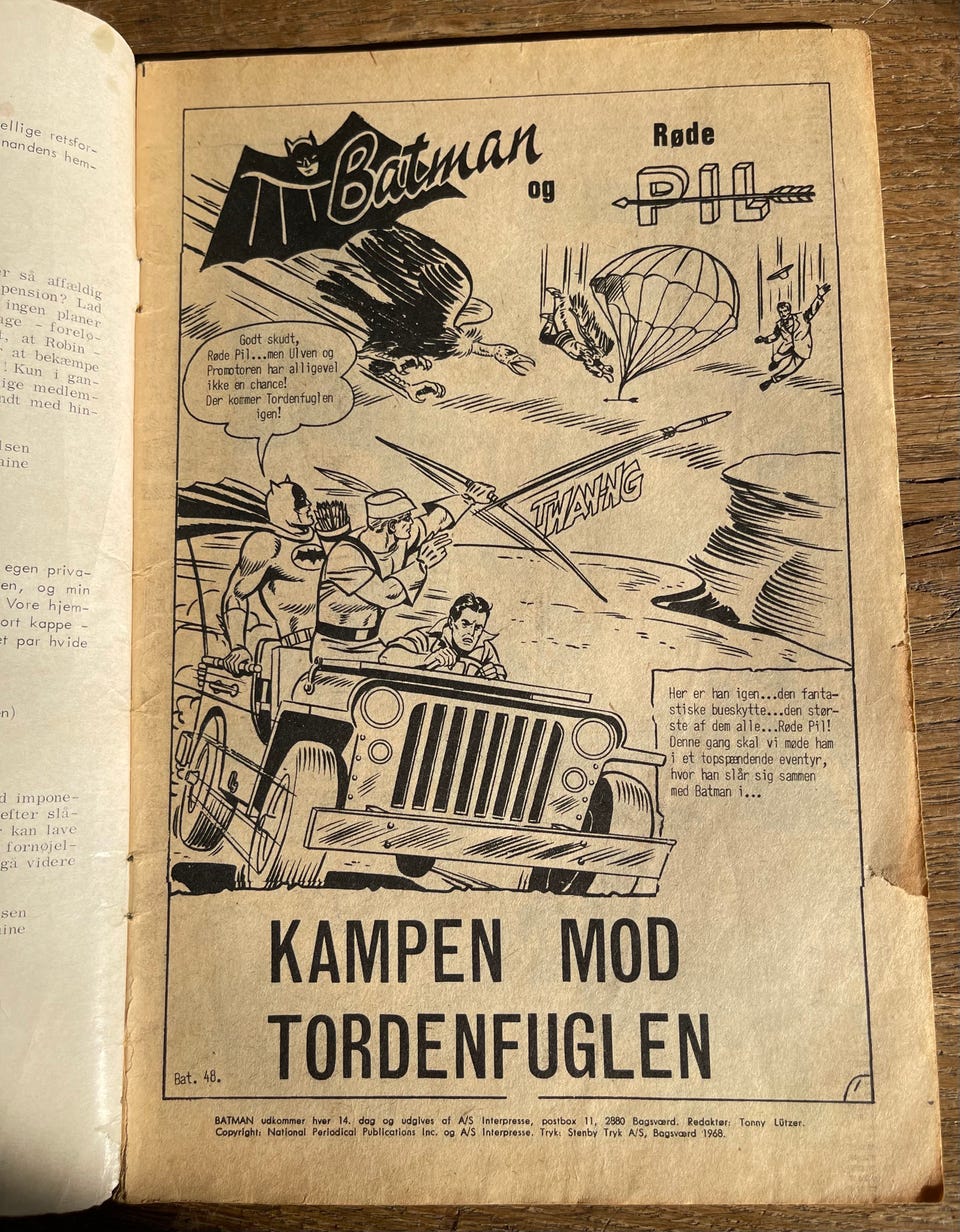 ellige retsfor-
nandens hem-
er så affældig
pension? Lad
ingen planer
age - foreløbe-
t, at Robin -
r at bekæmpe
! Kun i gan-
tige medlem-
ndt med hin-
lsen
aine
egen priva-
en, og min
Vore hjem-
ort kappe -
et par hvide
en)
d impone-
efter slå-
r kan lave
fornøjel-
gå videre
sen
aine
Batman
og
Røde
PIL
Godt skudt,
Røde Pil...men Ulven og
Promotoren har alligevel
ikke en chance!
Der kommer Tordenfuglen
igen!
TWANNG
Her er han igen...den fanta-
stiske bueskytte...den stør-
ste af dem alle...Røde Pil!
Denne gang skal vi møde ham
i et topspændende eventyr,
hvor han slår sig sammen
med Batman i...
KAMPEN MOD
TORDENFUGLEN
Bat. 48.
1
BATMAN udkommer hver 14. dag og udgives af A/S Interpresse, postbox 11, 2880 Bagsværd. Redaktør: Tonny Lützer.
Copyright: National Periodical Publications Inc. og A/S Interpresse. Tryk: Stenby Tryk A/S, Bagsværd 1968.